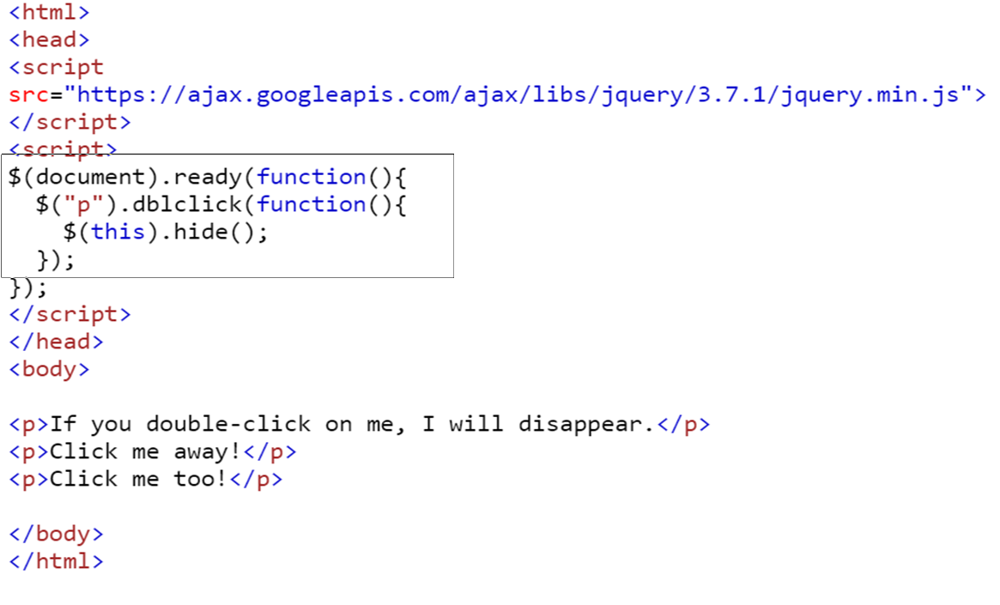 <html>
<head>
<script
src="https://ajax.googleapis.com/ajax/libs/jquery/3.7.1/jquery.min.js">
</script>
<script>
$(document).ready(function(){
  $("p").dblclick(function(){
    $(this).hide();
  });
});
</script>
</head>
<body>

<p>If you double-click on me, I will disappear.</p>
<p>Click me away!</p>
<p>Click me too!</p>

</body>
</html>